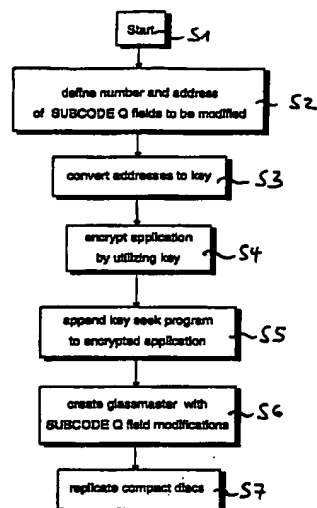 Start S1
define number and address
of SUBCODE Q fields to be modified S2
convert addresses to key S3
encrypt application
by utilizing key S4
append key seek program
to encrypted application S5
create glassmaster with
SUBCODE Q field modifications S6
replicate compact discs S7